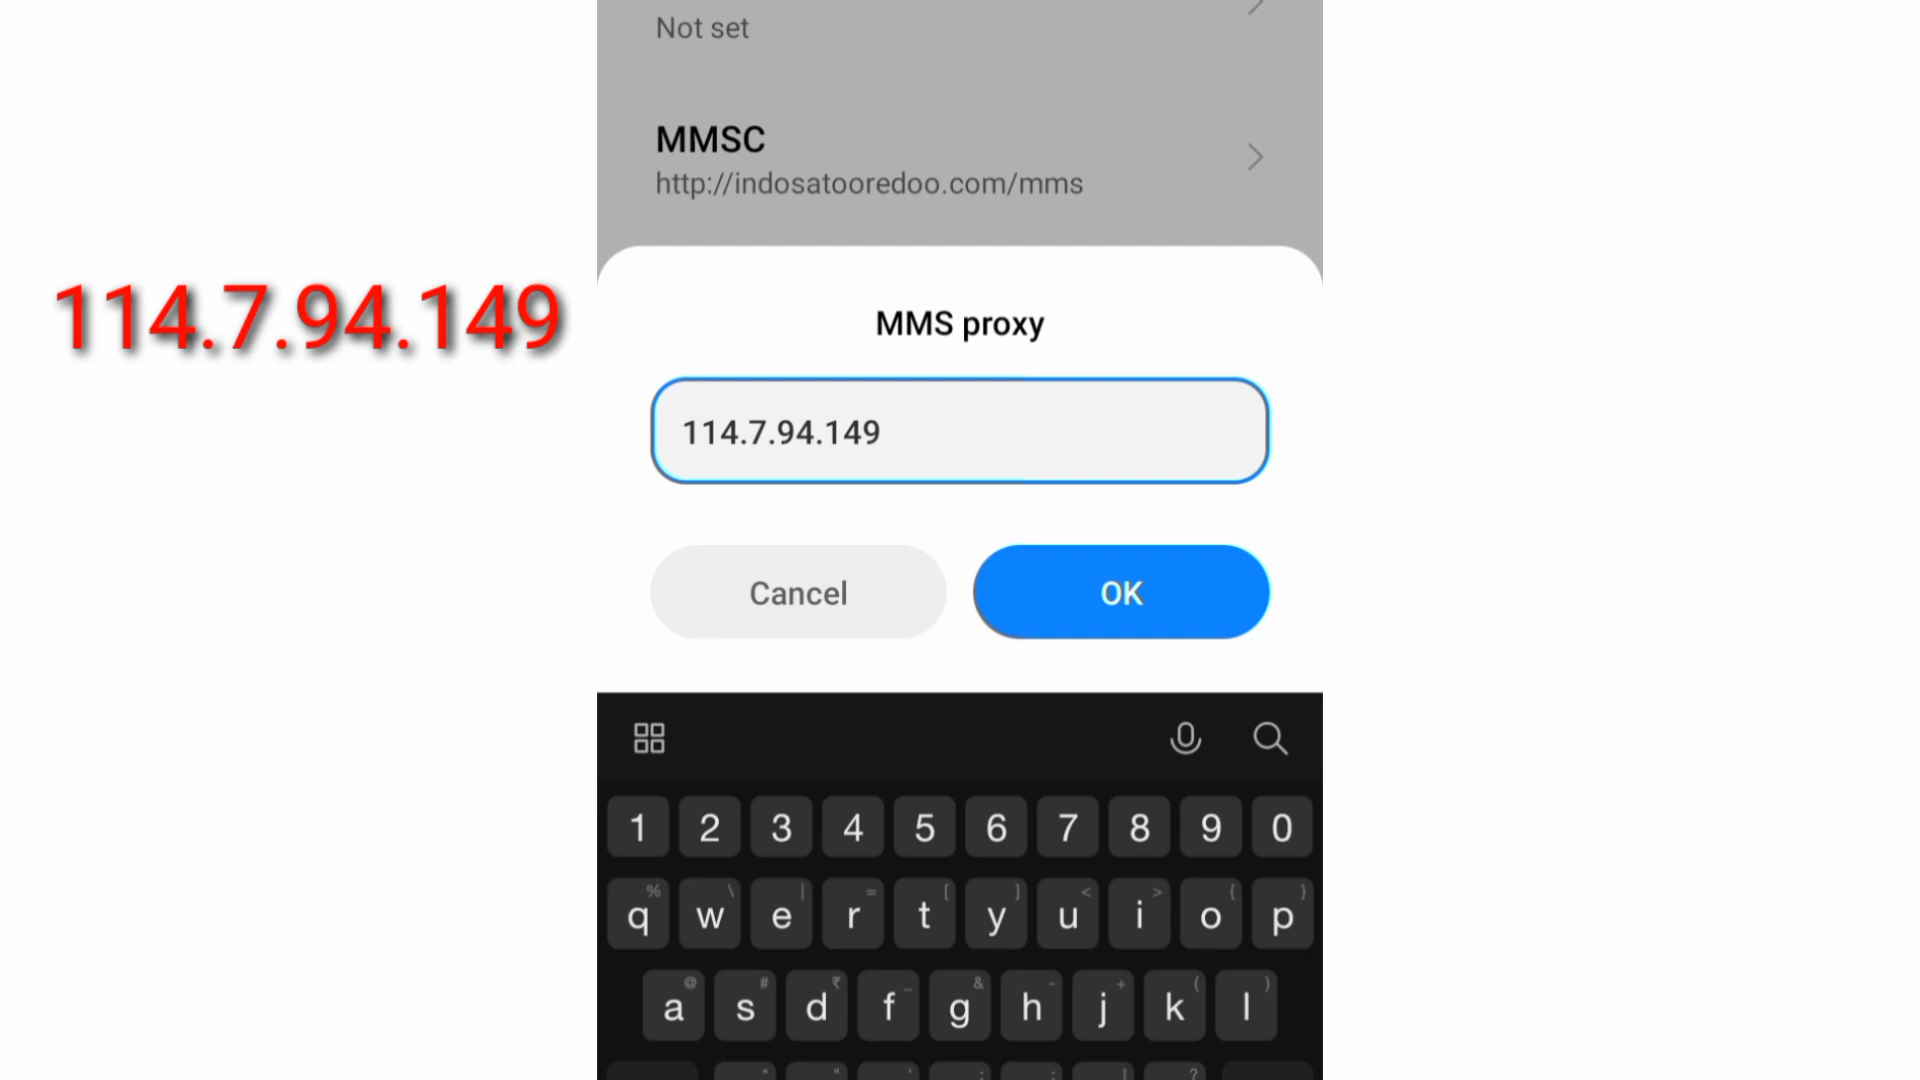 Not set
MMSC
http://indosatooredoo.com/mms
114.7.94.149
MMS proxy
114.7.94.149
Cancel
OK
1 2 3 4 5 6 7 8 9 0
% \ | = [ ] < > { }
q w e r t y u i o p
@ # ₹ _ & - + ( )
a s d f g h j k l
* " ' : ; ! ?